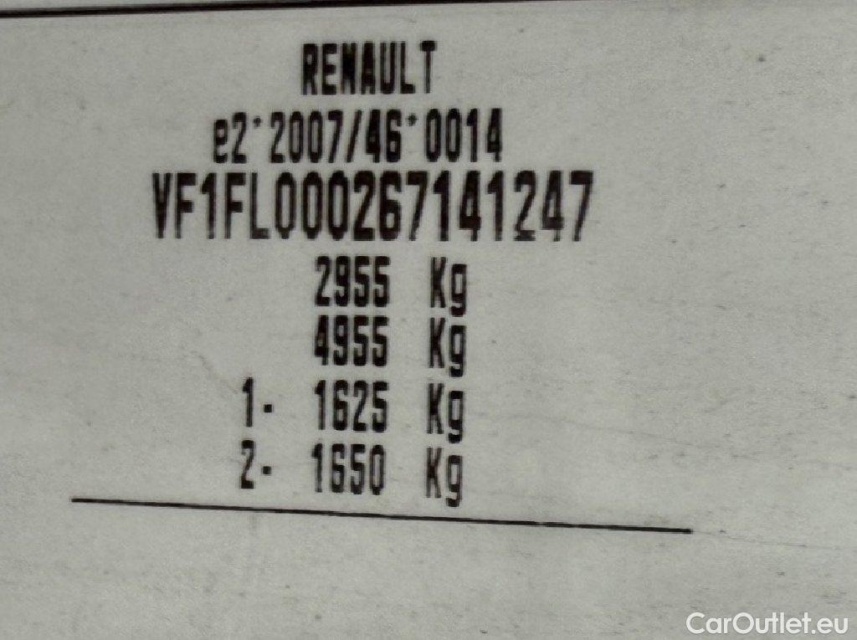 RENAULT
e2*2007/46*0014
VF1FL000267141247
2955 Kg
4955 Kg
1- 1625 Kg
2- 1650 Kg
CarOutlet.eu